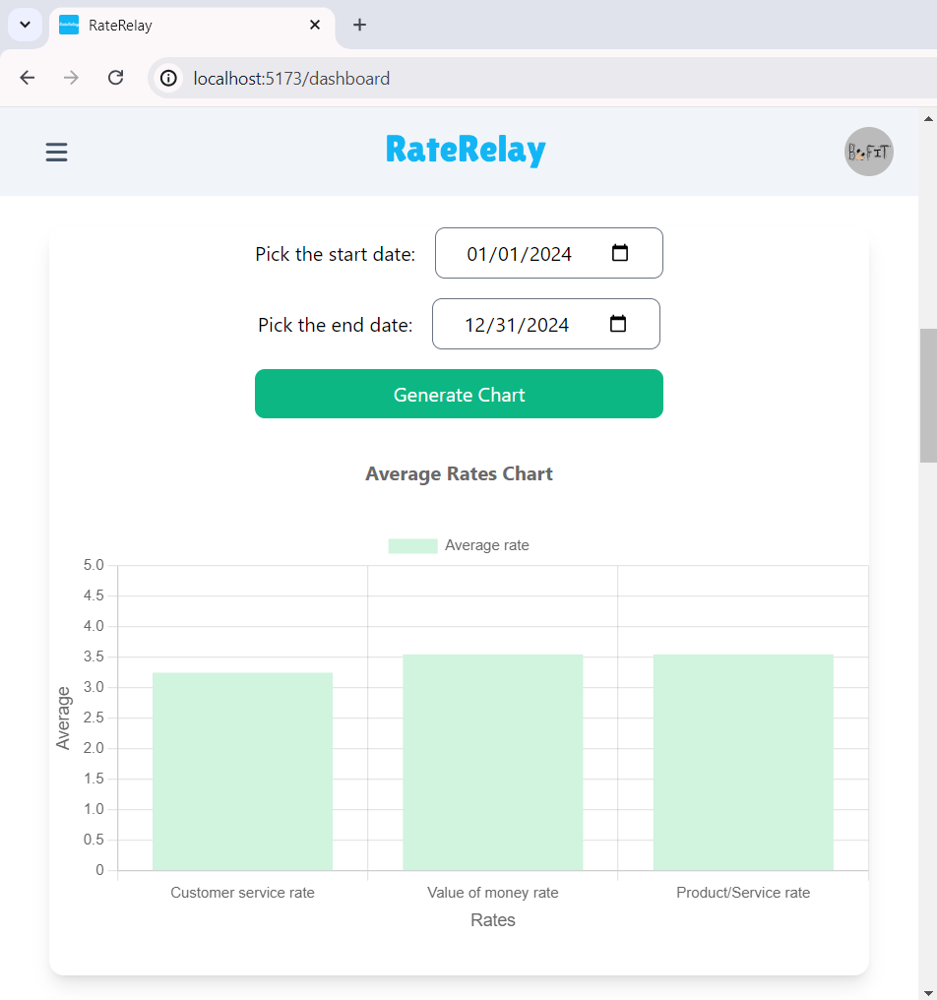 RateRelay
localhost:5173/dashboard
RateRelay
BoFIT
Pick the start date: 01/01/2024
Pick the end date: 12/31/2024
Generate Chart
Average Rates Chart
Average rate
5.0
4.5
4.0
3.5
3.0
2.5
2.0
1.5
1.0
0.5
0
Average
Customer service rate Value of money rate Product/Service rate
Rates